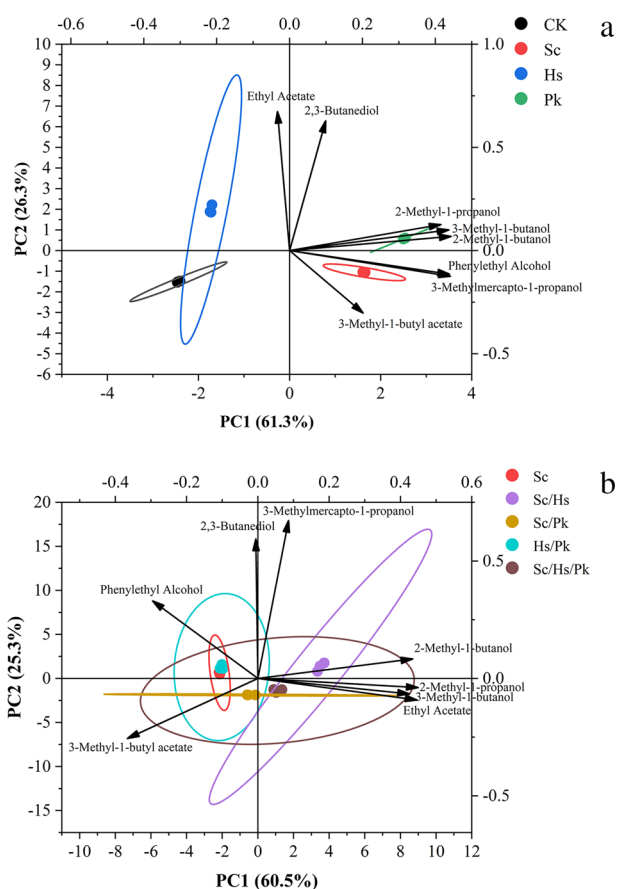 a
-0.4 -0.2 0.0 0.2 0.4
CK
Sc
Hs
Pk
10
9
8
7
6
5
4
3
2
1
0
-1
-2
-3
-4
-5
-6
PC2 (26.3%)
1.0
0.5
0.0
-0.5
Ethyl Acetate
2,3-Butanediol
2-Methyl-1-propanol
3-Methyl-1-butanol
2-Methyl-1-butanol
Phenylethyl Alcohol
3-Methylmercapto-1-propanol
3-Methyl-1-butyl acetate
-4 -2 0 2 4
PC1 (61.3%)
b
-0.4 -0.2 0.0 0.2 0.4 0.6
Sc
Sc/Hs
Sc/Pk
Hs/Pk
Sc/Hs/Pk
20
15
10
5
0
-5
-10
-15
PC2 (25.3%)
0.5
0.0
-0.5
3-Methylmercapto-1-propanol
2,3-Butanediol
Phenylethyl Alcohol
2-Methyl-1-butanol
2-Methyl-1-propanol
3-Methyl-1-butanol
Ethyl Acetate
3-Methyl-1-butyl acetate
-10 -8 -6 -4 -2 0 2 4 6 8 10 12
PC1 (60.5%)